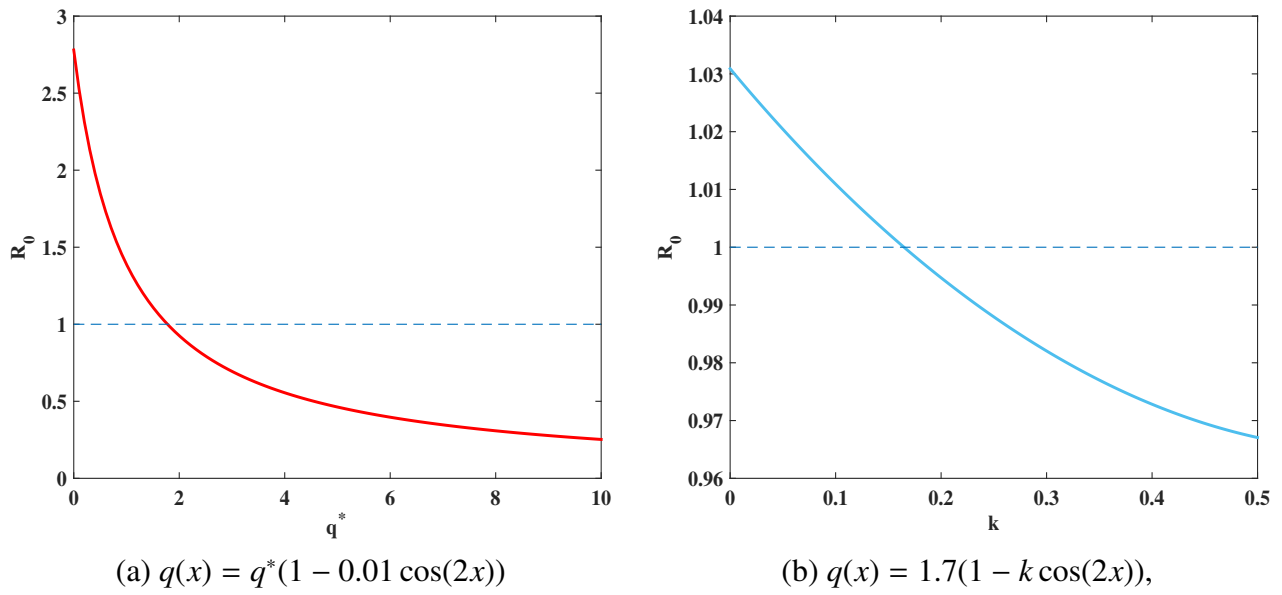 3
2.5
2
1.5
1
0.5
0
R0
0 2 4 6 8 10
q*
(a) q(x) = q*(1 − 0.01 cos(2x))
1.04
1.03
1.02
1.01
1
0.99
0.98
0.97
0.96
R0
0 0.1 0.2 0.3 0.4 0.5
k
(b) q(x) = 1.7(1 − k cos(2x)),